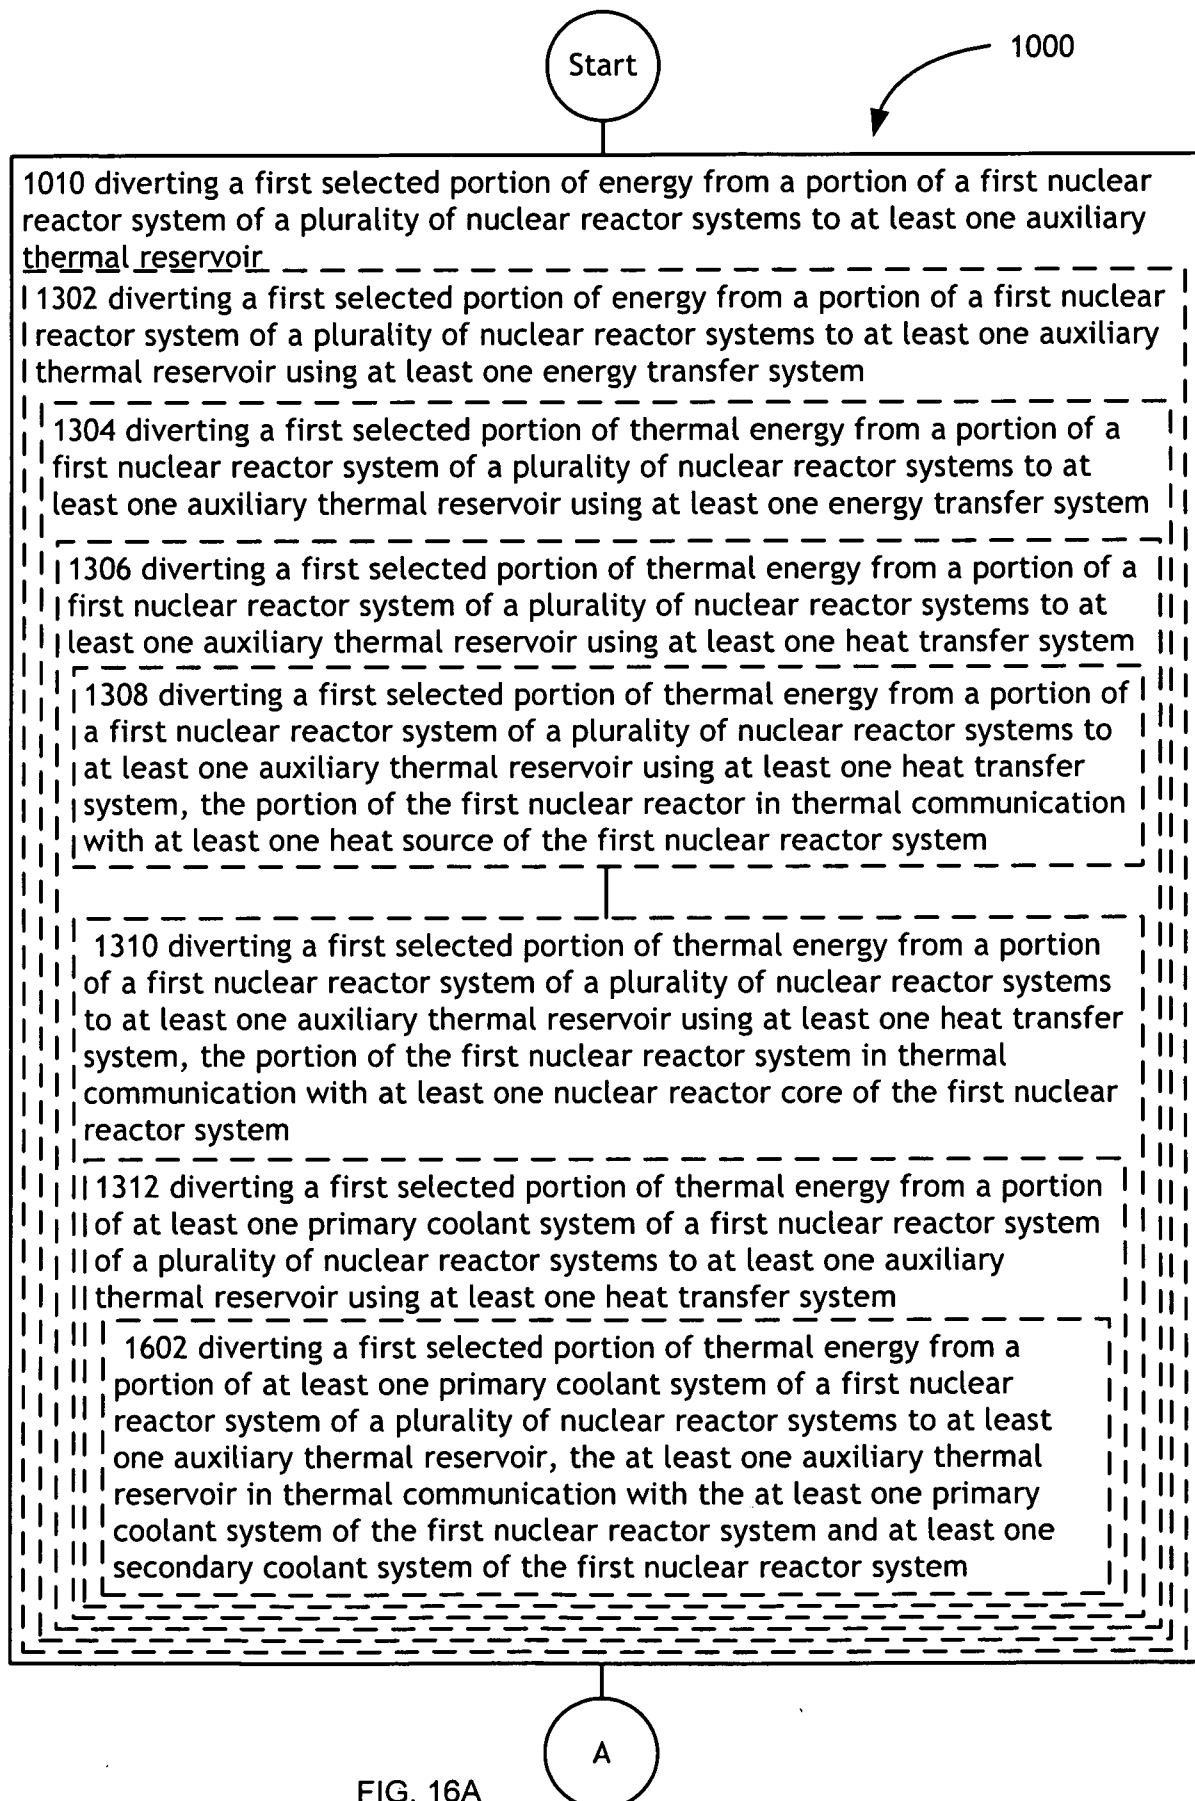 Start
1000
1010 diverting a first selected portion of energy from a portion of a first nuclear
reactor system of a plurality of nuclear reactor systems to at least one auxiliary
thermal reservoir
1302 diverting a first selected portion of energy from a portion of a first nuclear
reactor system of a plurality of nuclear reactor systems to at least one auxiliary
thermal reservoir using at least one energy transfer system
1304 diverting a first selected portion of thermal energy from a portion of a
first nuclear reactor system of a plurality of nuclear reactor systems to at
least one auxiliary thermal reservoir using at least one energy transfer system
1306 diverting a first selected portion of thermal energy from a portion of a
first nuclear reactor system of a plurality of nuclear reactor systems to at
least one auxiliary thermal reservoir using at least one heat transfer system
1308 diverting a first selected portion of thermal energy from a portion of
a first nuclear reactor system of a plurality of nuclear reactor systems to
at least one auxiliary thermal reservoir using at least one heat transfer
system, the portion of the first nuclear reactor in thermal communication
with at least one heat source of the first nuclear reactor system
1310 diverting a first selected portion of thermal energy from a portion
of a first nuclear reactor system of a plurality of nuclear reactor systems
to at least one auxiliary thermal reservoir using at least one heat transfer
system, the portion of the first nuclear reactor system in thermal
communication with at least one nuclear reactor core of the first nuclear
reactor system
1312 diverting a first selected portion of thermal energy from a portion
of at least one primary coolant system of a first nuclear reactor system
of a plurality of nuclear reactor systems to at least one auxiliary
thermal reservoir using at least one heat transfer system
1602 diverting a first selected portion of thermal energy from a
portion of at least one primary coolant system of a first nuclear
reactor system of a plurality of nuclear reactor systems to at least
one auxiliary thermal reservoir, the at least one auxiliary thermal
reservoir in thermal communication with the at least one primary
coolant system of the first nuclear reactor system and at least one
secondary coolant system of the first nuclear reactor system
A
FIG. 16A